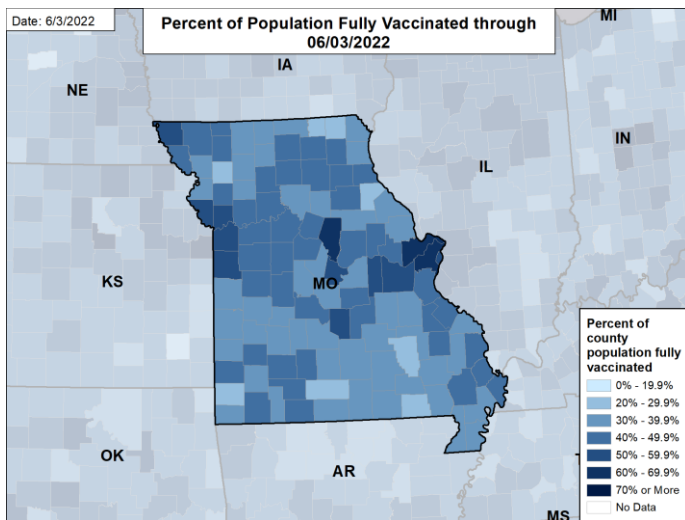 Date: 6/3/2022
Percent of Population Fully Vaccinated through
06/03/2022
MI
IA
NE
IL
IN
KS
MO
OK
AR
MS
Percent of
county
population fully
vaccinated
0% - 19.9%
20% - 29.9%
30% - 39.9%
40% - 49.9%
50% - 59.9%
60% - 69.9%
70% or More
No Data